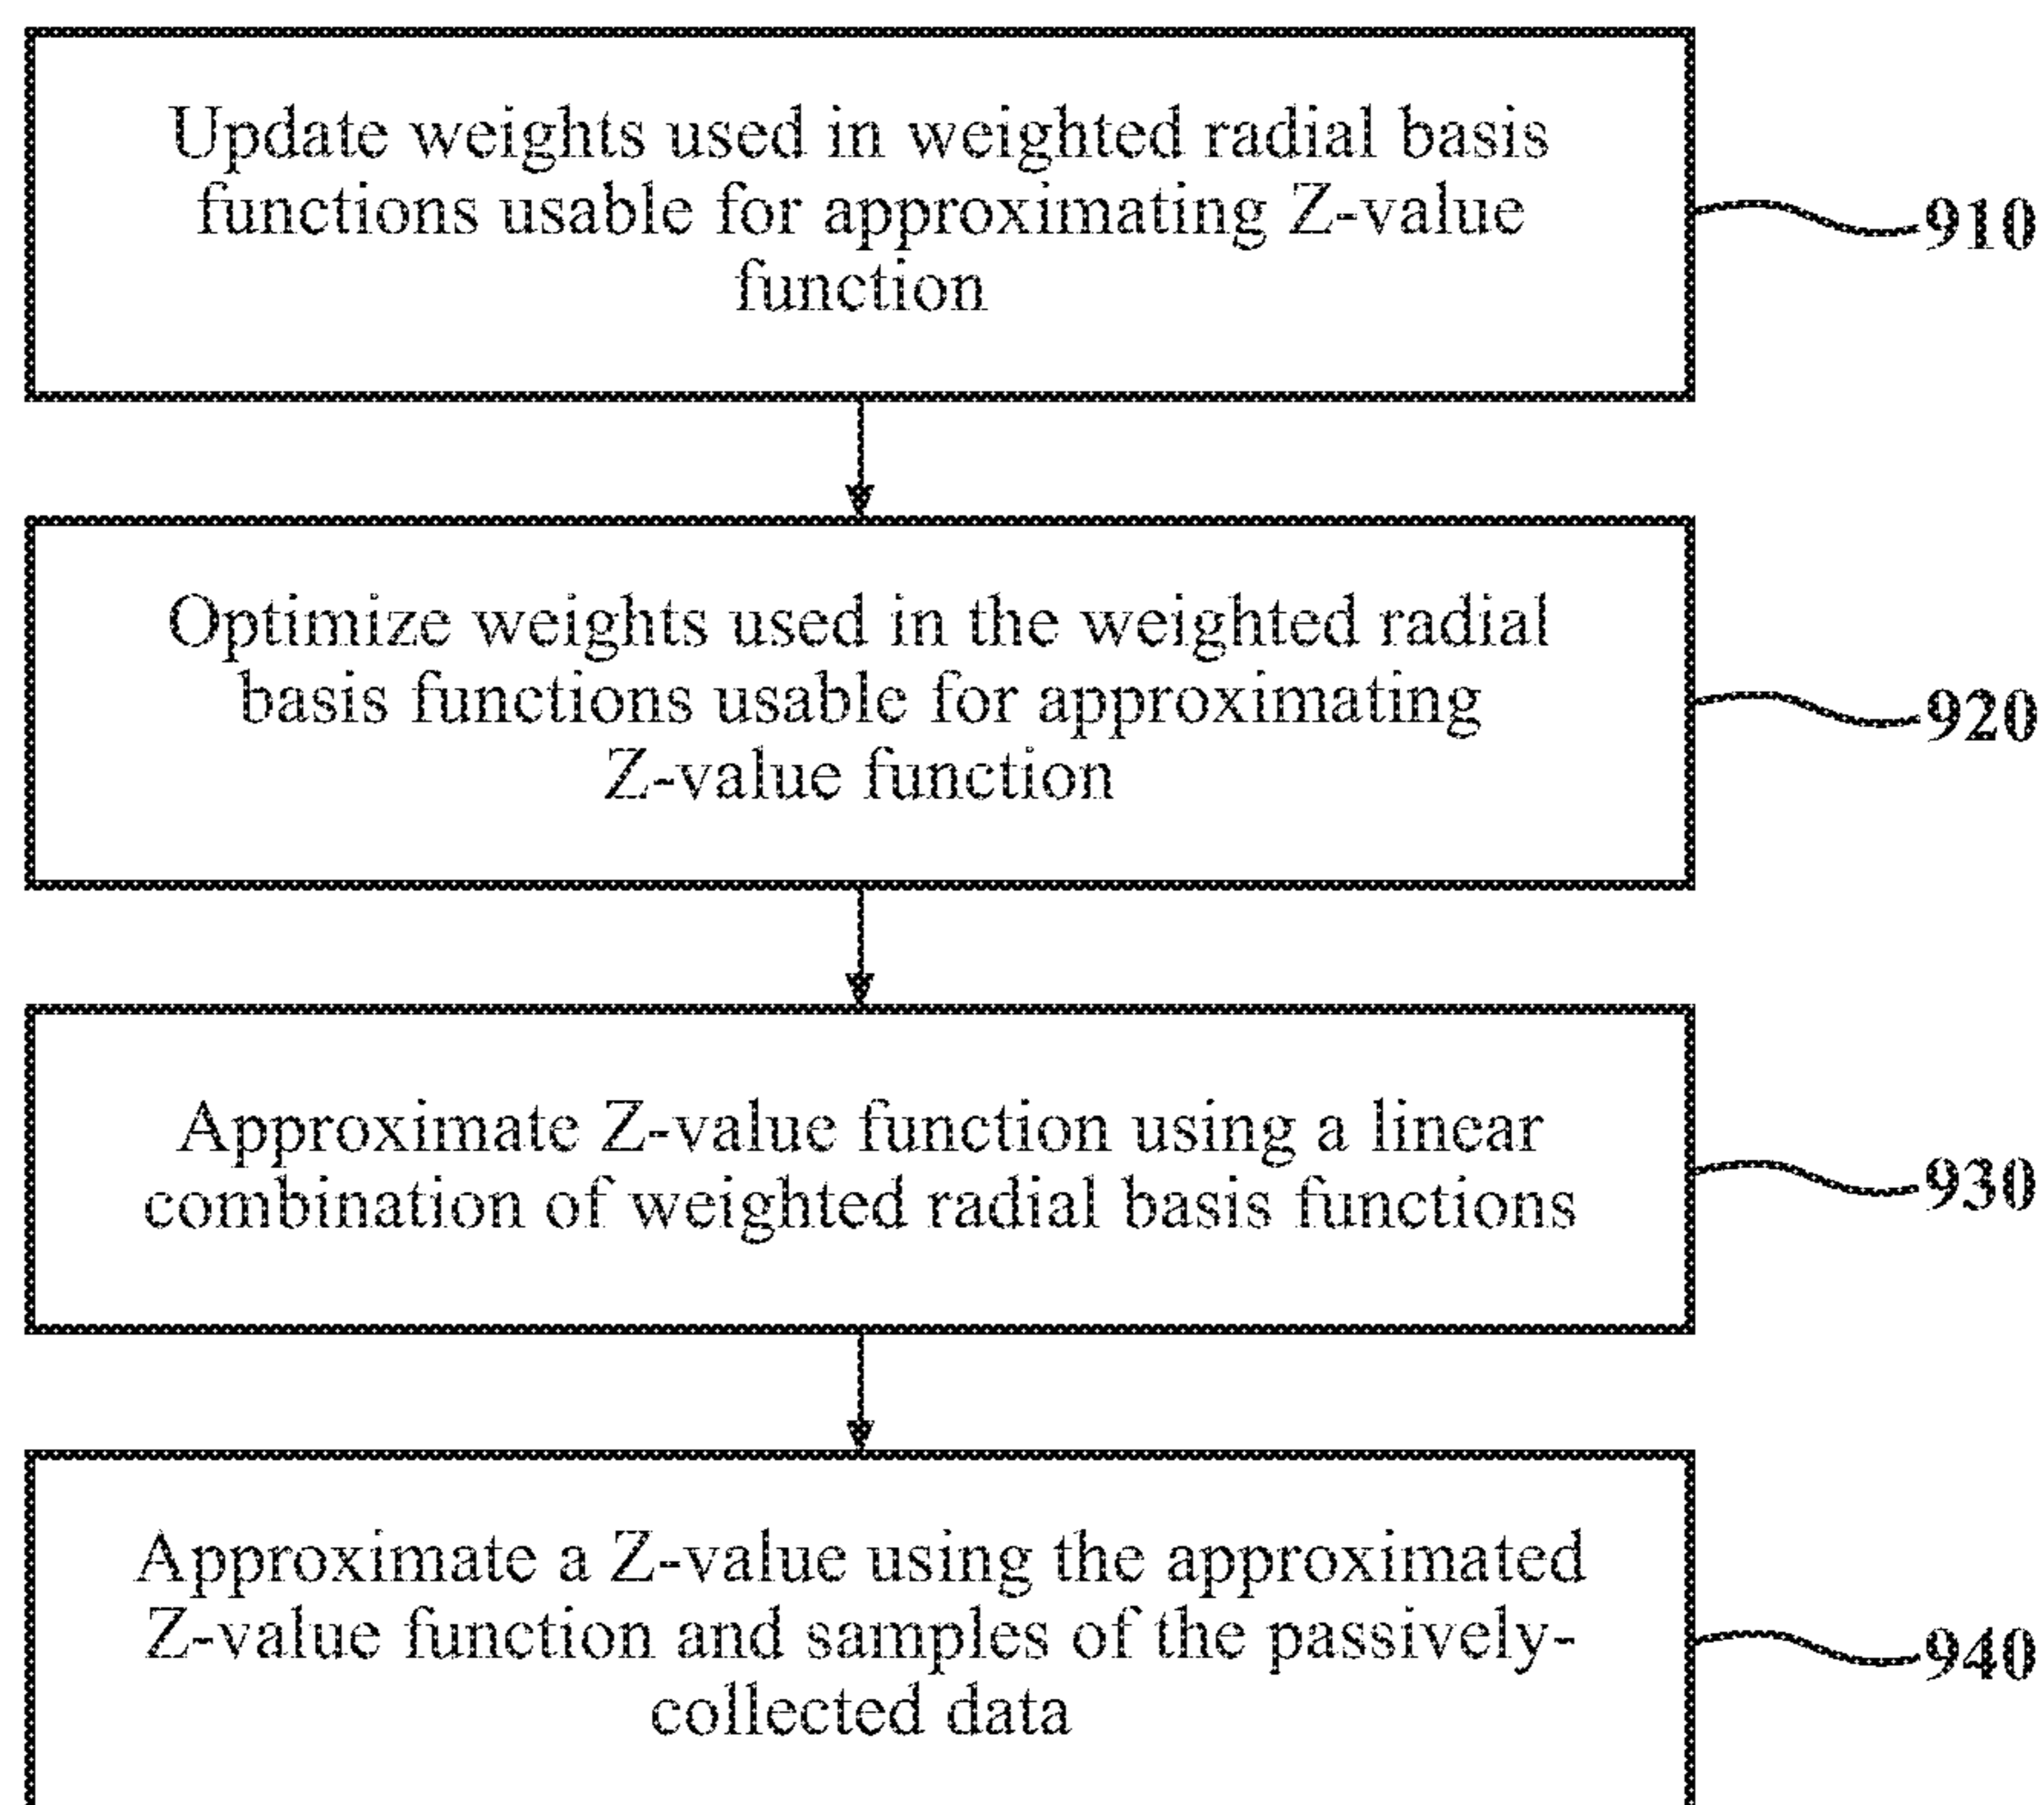 Update weights used in weighted radial basis
functions usable for approximating Z-value
function
910
Optimize weights used in the weighted radial
basis functions usable for approximating
Z-value function
920
Approximate Z-value function using a linear
combination of weighted radial basis functions
930
Approximate a Z-value using the approximated
Z-value function and samples of the passively-
collected data
940